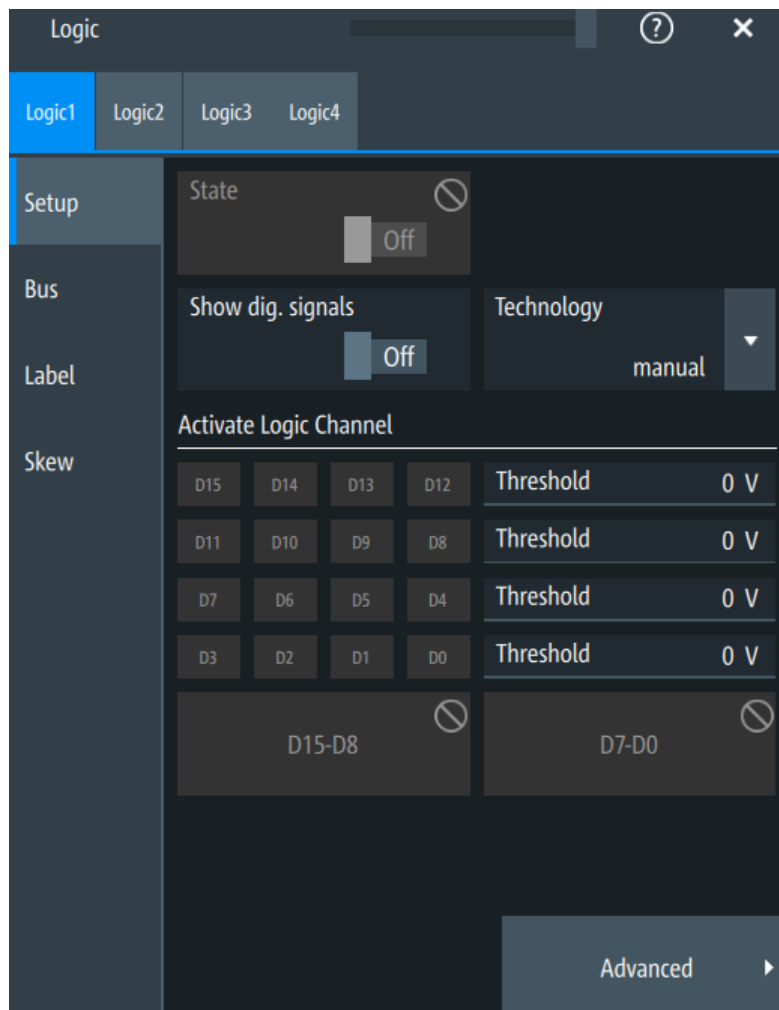 Logic
Logic1 Logic2 Logic3 Logic4
Setup
State
Off
Bus
Show dig. signals
Off
Technology
manual
Label
Activate Logic Channel
Skew
D15 D14 D13 D12 Threshold 0 V
D11 D10 D9 D8 Threshold 0 V
D7 D6 D5 D4 Threshold 0 V
D3 D2 D1 D0 Threshold 0 V
D15-D8 D7-D0
Advanced